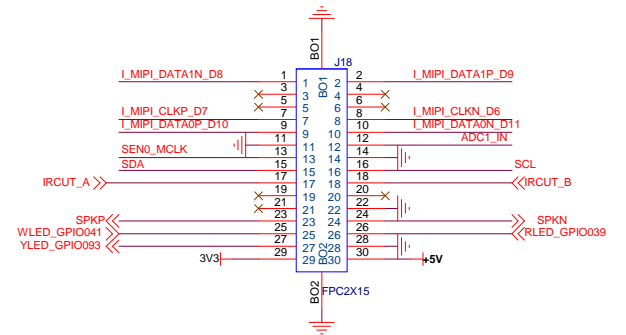 BO1
J18
I_MIPI_DATA1N_D8 1 1 BO1 2 2 I_MIPI_DATA1P_D9
3 3 4 4
5 5 6 6
I_MIPI_CLKP_D7 7 7 8 8 I_MIPI_CLKN_D6
I_MIPI_DATA0P_D10 9 9 10 10 I_MIPI_DATA0N_D11
11 11 12 12 ADC1_IN
SEN0_MCLK 13 13 14 14
SDA 15 15 16 16 SCL
IRCUT_A 17 17 18 18 IRCUT_B
19 19 20 20
21 21 22 22
SPKP 23 23 24 24 SPKN
WLED_GPIO041 25 25 26 26 RLED_GPIO039
YLED_GPIO093 27 27 BO2 28 28
3V3 29 29 30 30 +5V
BO2
FPC2X15